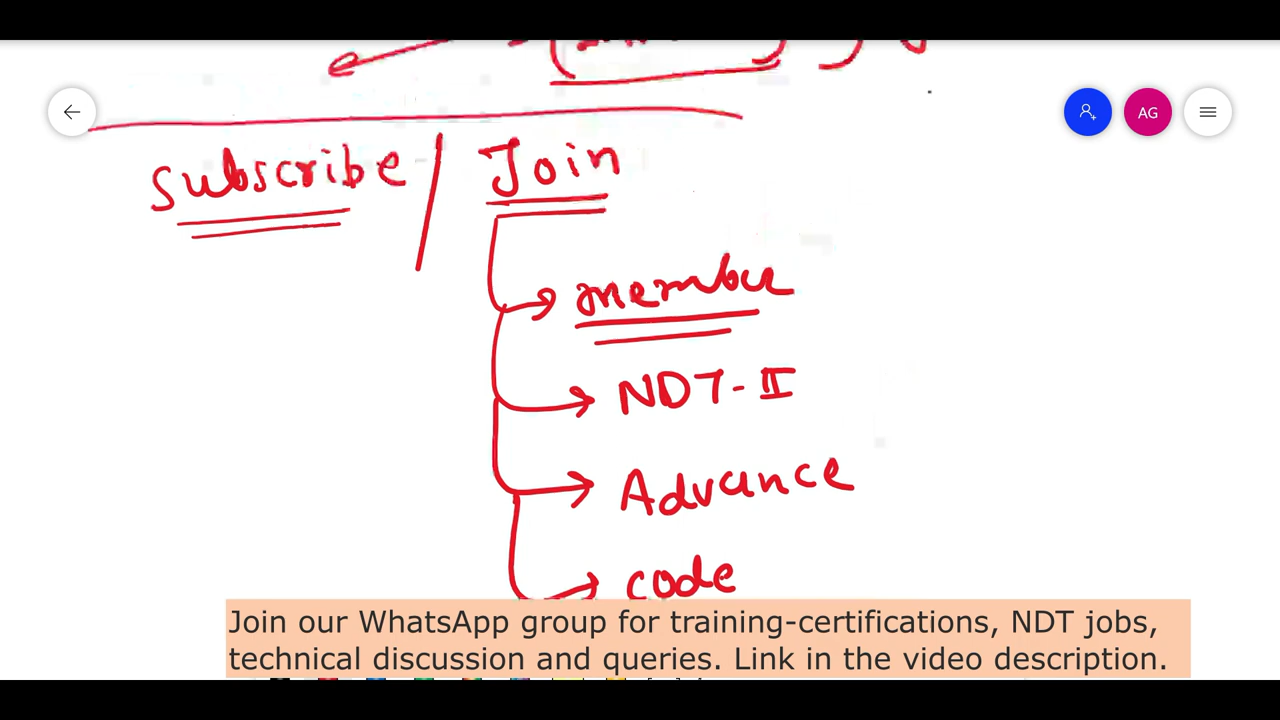 AG
Subscribe / Join
member
NDT-II
Advance
code
Join our WhatsApp group for training-certifications, NDT jobs,
technical discussion and queries. Link in the video description.